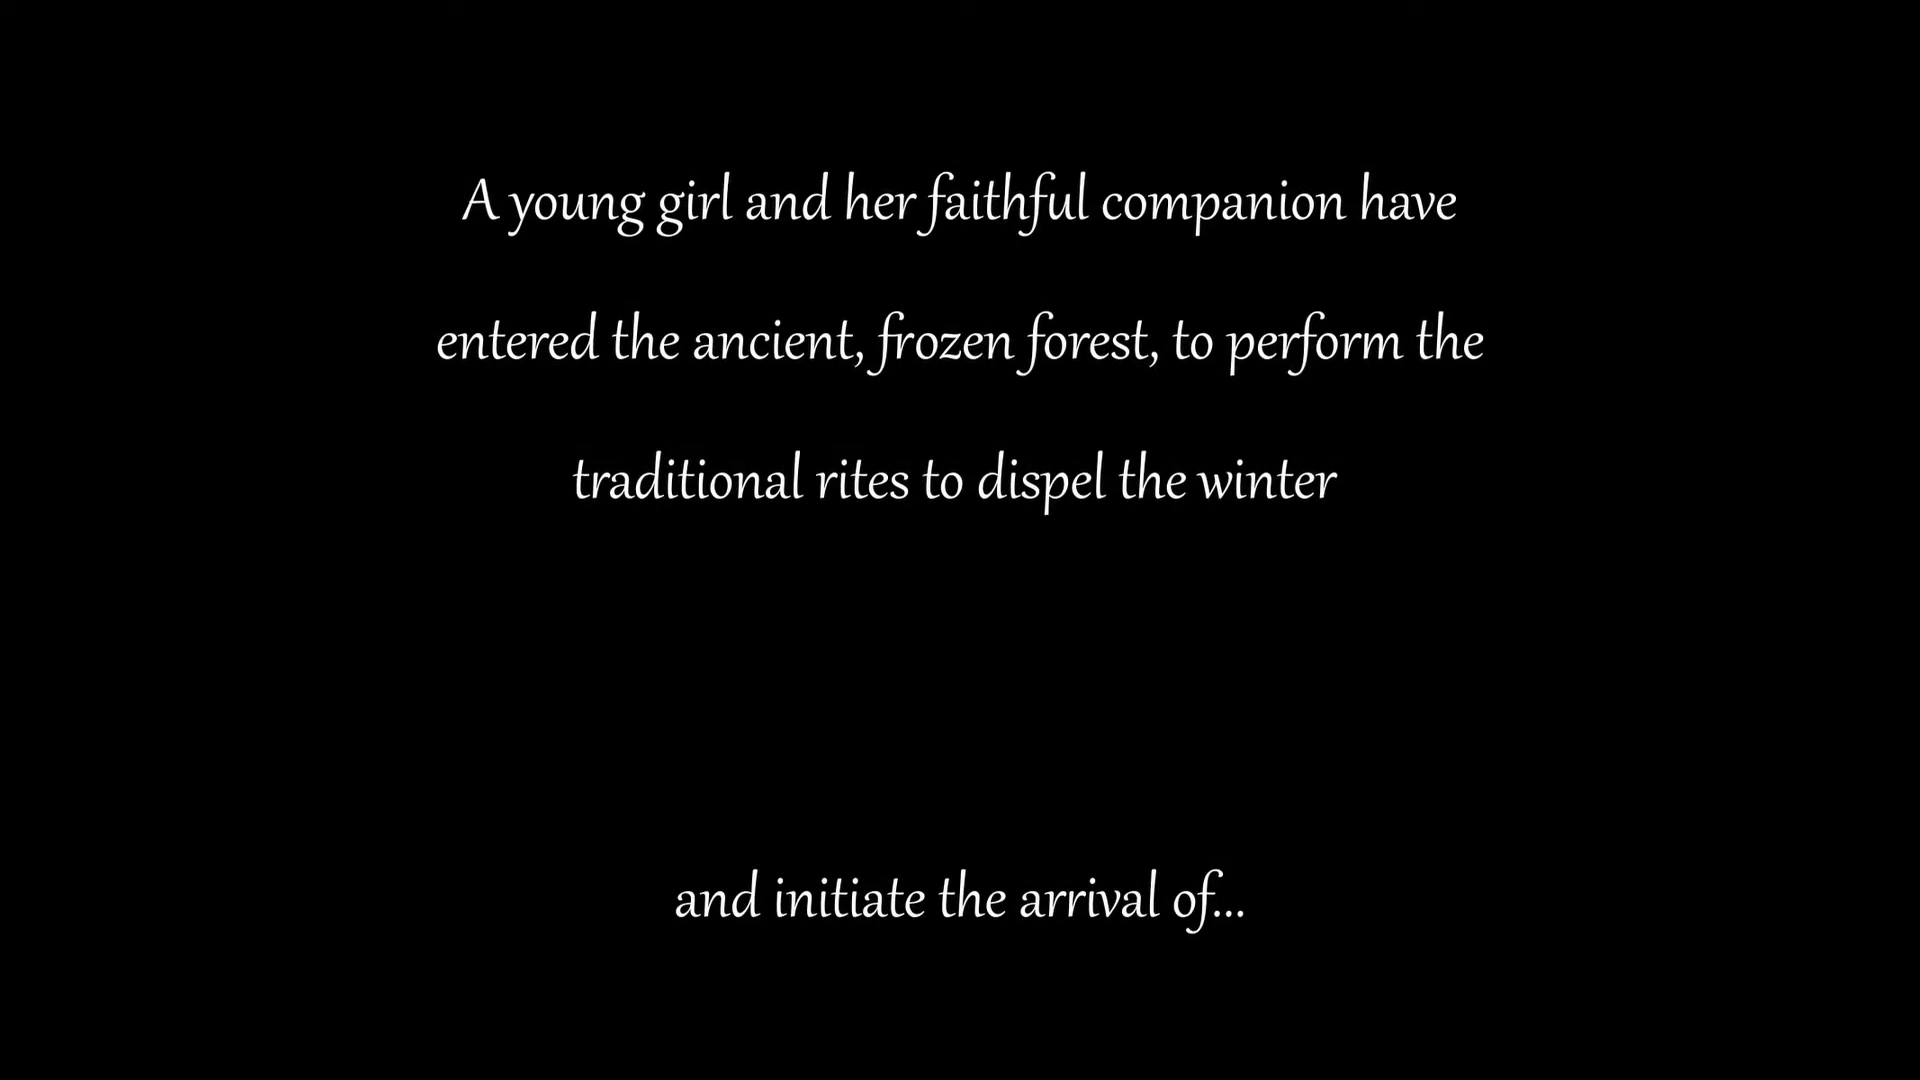 A young girl and her faithful companion have
entered the ancient, frozen forest, to perform the
traditional rites to dispel the winter
and initiate the arrival of...